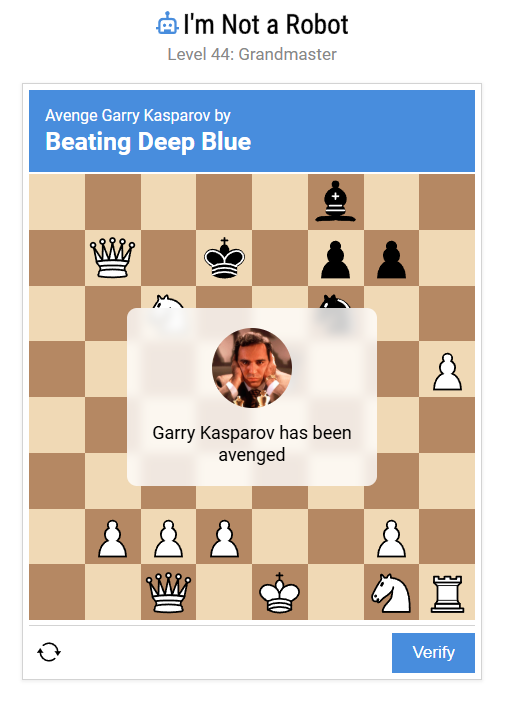 I'm Not a Robot
Level 44: Grandmaster
Avenge Garry Kasparov by
Beating Deep Blue
Garry Kasparov has been
avenged
Verify